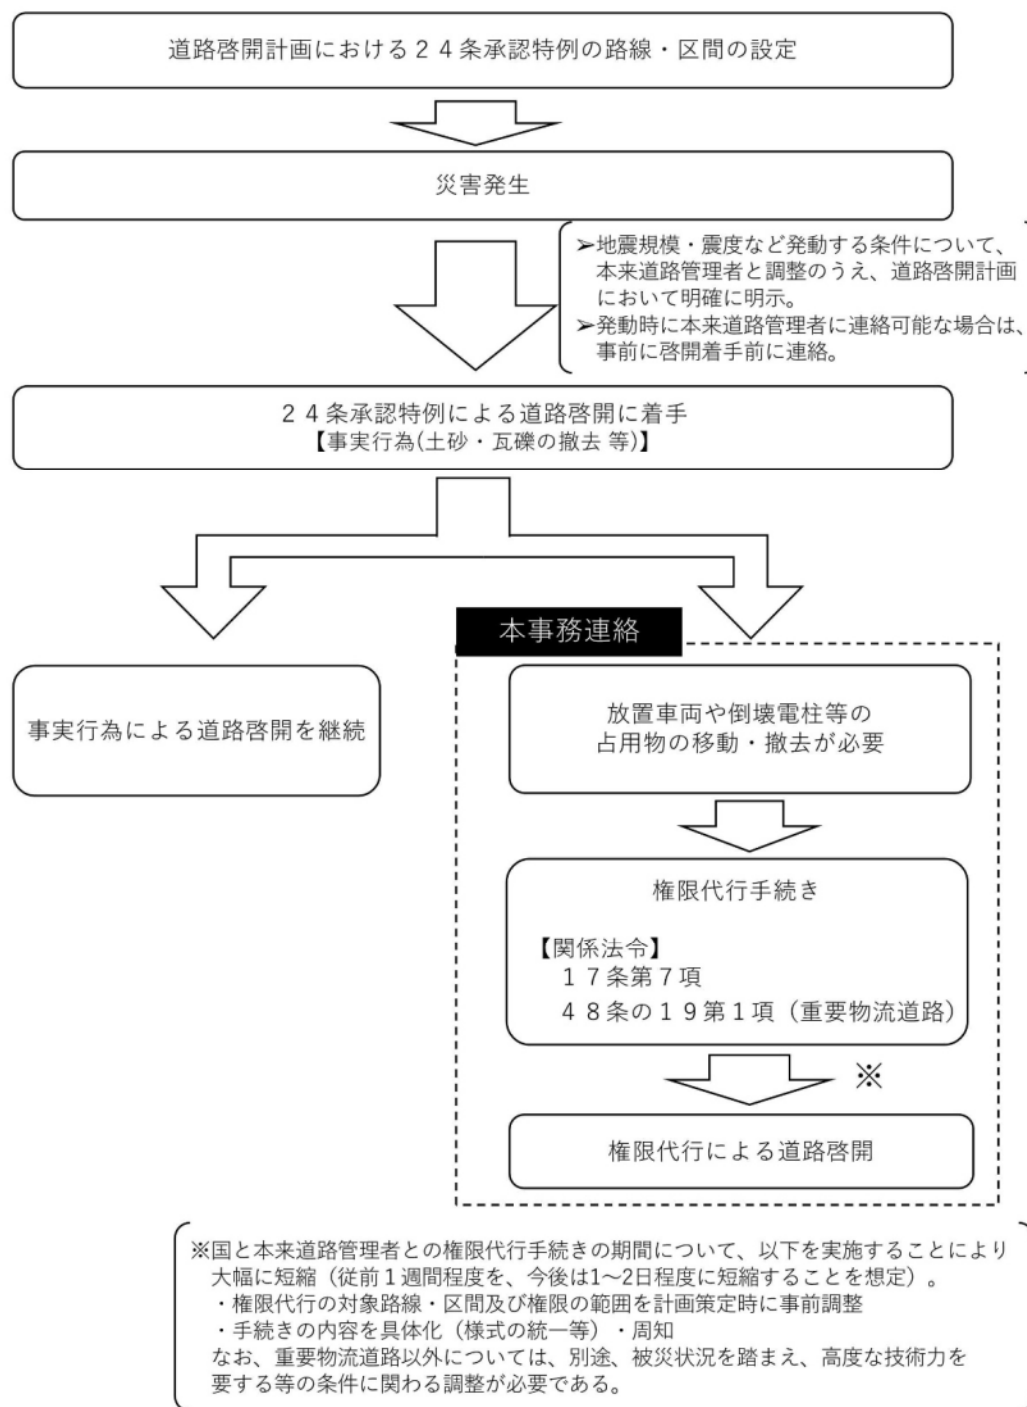 道路啓開計画における２４条承認特例の路線・区間の設定
災害発生
➢地震規模・震度など発動する条件について、
本来道路管理者と調整のうえ、道路啓開計画
において明確に明示。
➢発動時に本来道路管理者に連絡可能な場合は、
事前に啓開着手前に連絡。
２４条承認特例による道路啓開に着手
【事実行為(土砂・瓦礫の撤去 等)】
事実行為による道路啓開を継続
本事務連絡
放置車両や倒壊電柱等の
占用物の移動・撤去が必要
権限代行手続き
【関係法令】
１７条第７項
４８条の１９第１項（重要物流道路）
※
権限代行による道路啓開
※国と本来道路管理者との権限代行手続きの期間について、以下を実施することにより
大幅に短縮（従前１週間程度を、今後は1～2日程度に短縮することを想定）。
・権限代行の対象路線・区間及び権限の範囲を計画策定時に事前調整
・手続きの内容を具体化（様式の統一等）・周知
なお、重要物流道路以外については、別途、被災状況を踏まえ、高度な技術力を
要する等の条件に関わる調整が必要である。